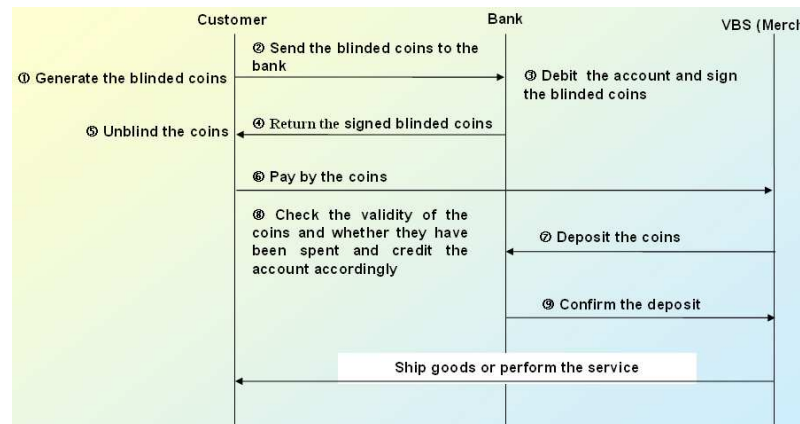 Customer
Bank
VBS (Merch
② Send the blinded coins to the
bank
① Generate the blinded coins
③ Debit the account and sign
the blinded coins
④ Return the signed blinded coins
⑤ Unblind the coins
⑥ Pay by the coins
⑧ Check the validity of the
coins and whether they have
been spent and credit the
account accordingly
⑦ Deposit the coins
⑨ Confirm the deposit
Ship goods or perform the service